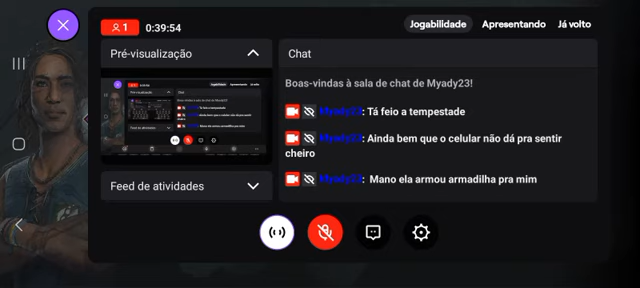 1 0:39:54 Jogabilidade Apresentando Já volto
Pré-visualização
Chat
Boas-vindas à sala de chat de Myady23!
Myady23: Tá feio a tempestade
Myady23: Ainda bem que o celular não dá pra sentir
cheiro
Myady23: Mano ela armou armadilha pra mim
Feed de atividades